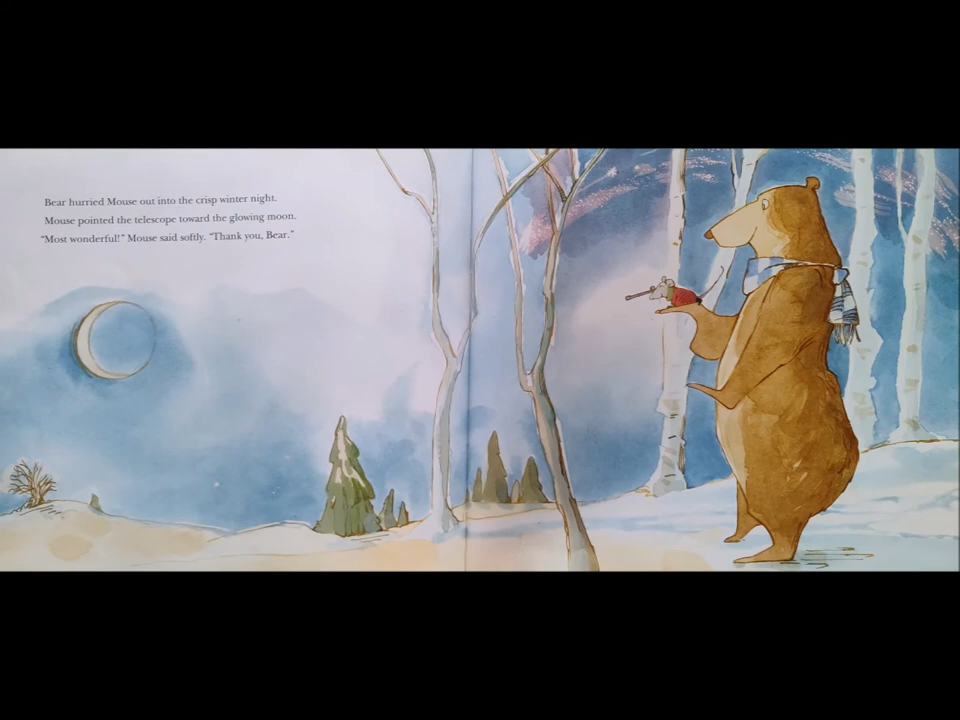 Bear hurried Mouse out into the crisp winter night.
Mouse pointed the telescope toward the glowing moon.
“Most wonderful!” Mouse said softly. “Thank you, Bear.”